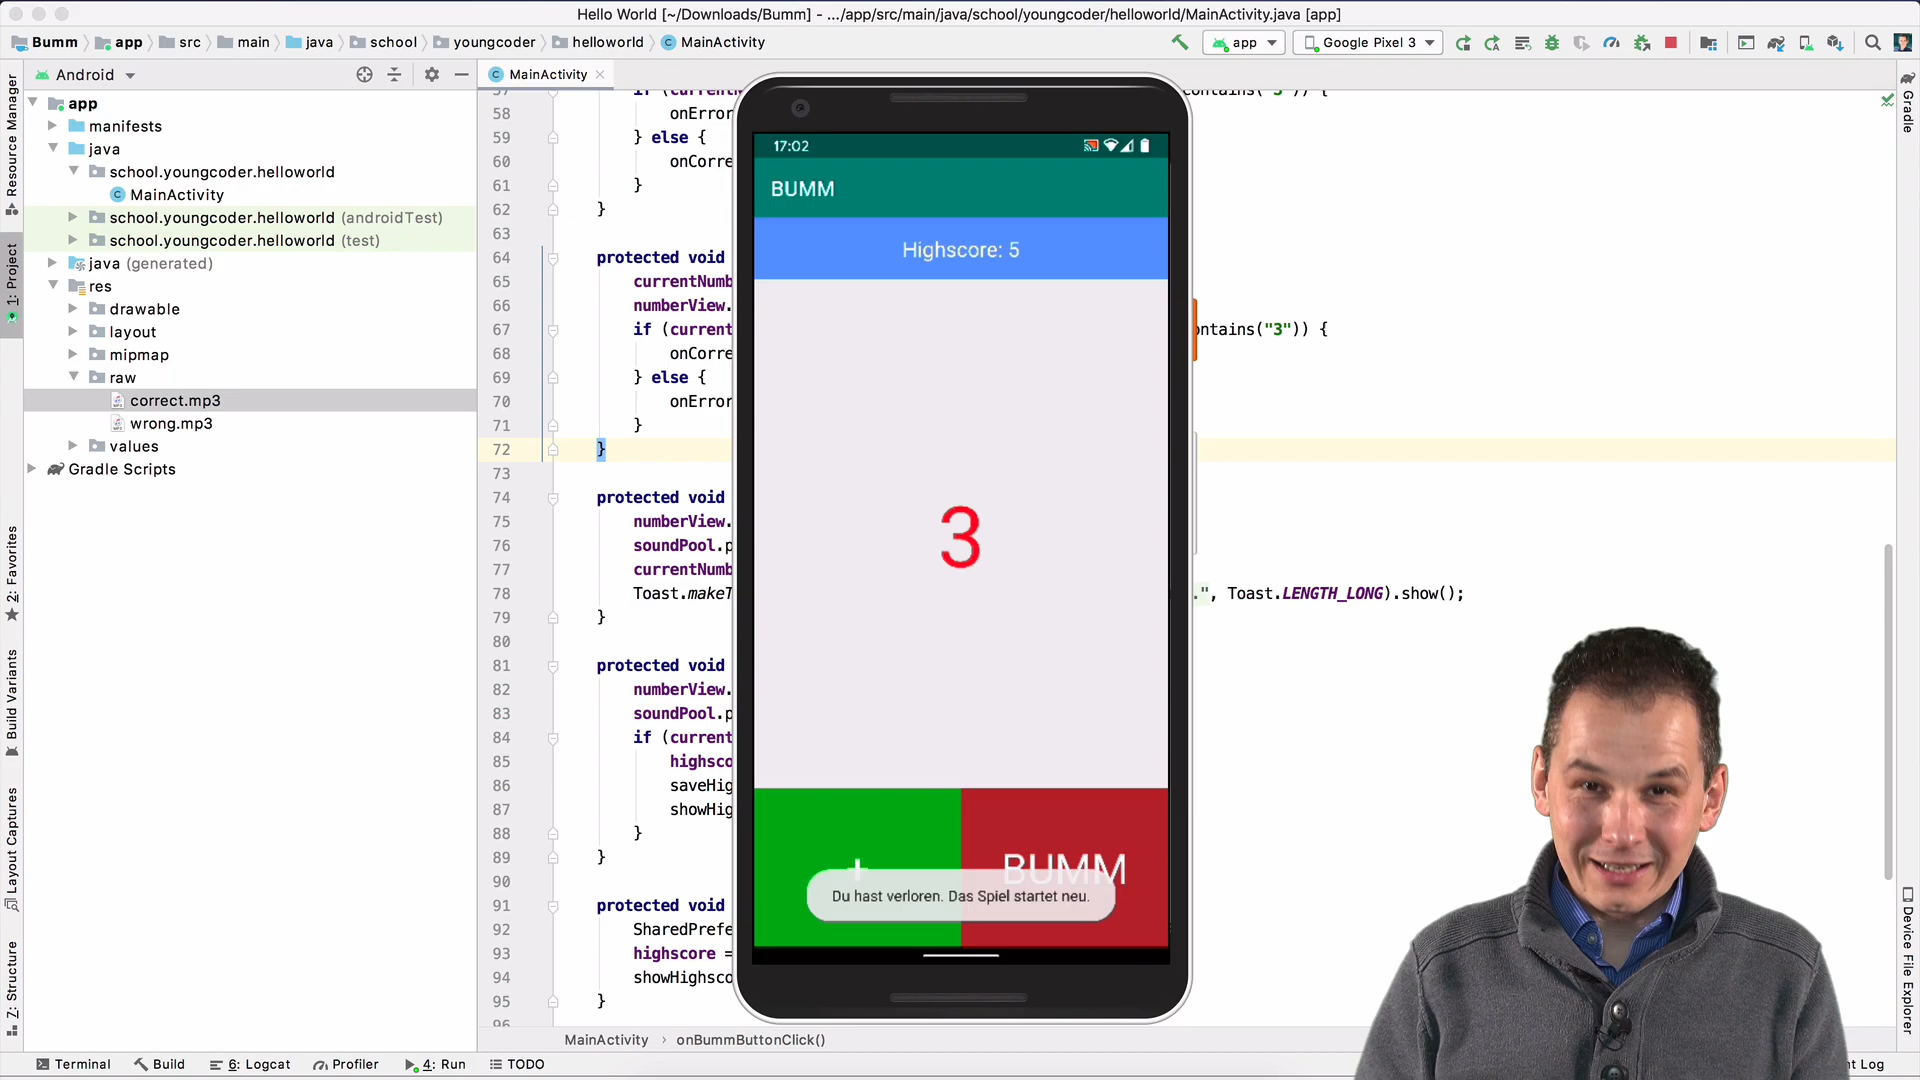 Hello World [~/Downloads/Bumm] - .../app/src/main/java/school/youngcoder/helloworld/MainActivity.java [app]
Bumm app src main java school youngcoder helloworld MainActivity
app Google Pixel 3
Android
MainActivity
Resource Manager
1: Project
2: Favorites
Build Variants
Layout Captures
Z: Structure
app
manifests
java
school.youngcoder.helloworld
MainActivity
school.youngcoder.helloworld (androidTest)
school.youngcoder.helloworld (test)
java (generated)
res
drawable
layout
mipmap
raw
correct.mp3
wrong.mp3
values
Gradle Scripts
58 onError
59 } else {
60 onCorre
61 }
62 }
63
64 protected void
65 currentNumb
66 numberView.
67 if (current ntains("3")) {
68 onCorre
69 } else {
70 onError
71 }
72 }
73
74 protected void
75 numberView.
76 soundPool.p
77 currentNumb
78 Toast.makeT .", Toast.LENGTH_LONG).show();
79 }
80
81 protected void
82 numberView.
83 soundPool.p
84 if (current
85 highsco
86 saveHig
87 showHig
88 }
89 }
90
91 protected void
92 SharedPrefe
93 highscore =
94 showHighsco
95 }
96
17:02
BUMM
Highscore: 5
3
+
BUMM
Du hast verloren. Das Spiel startet neu.
Gradle
Device File Explorer
MainActivity › onBummButtonClick()
Terminal Build 6: Logcat Profiler 4: Run TODO
nt Log